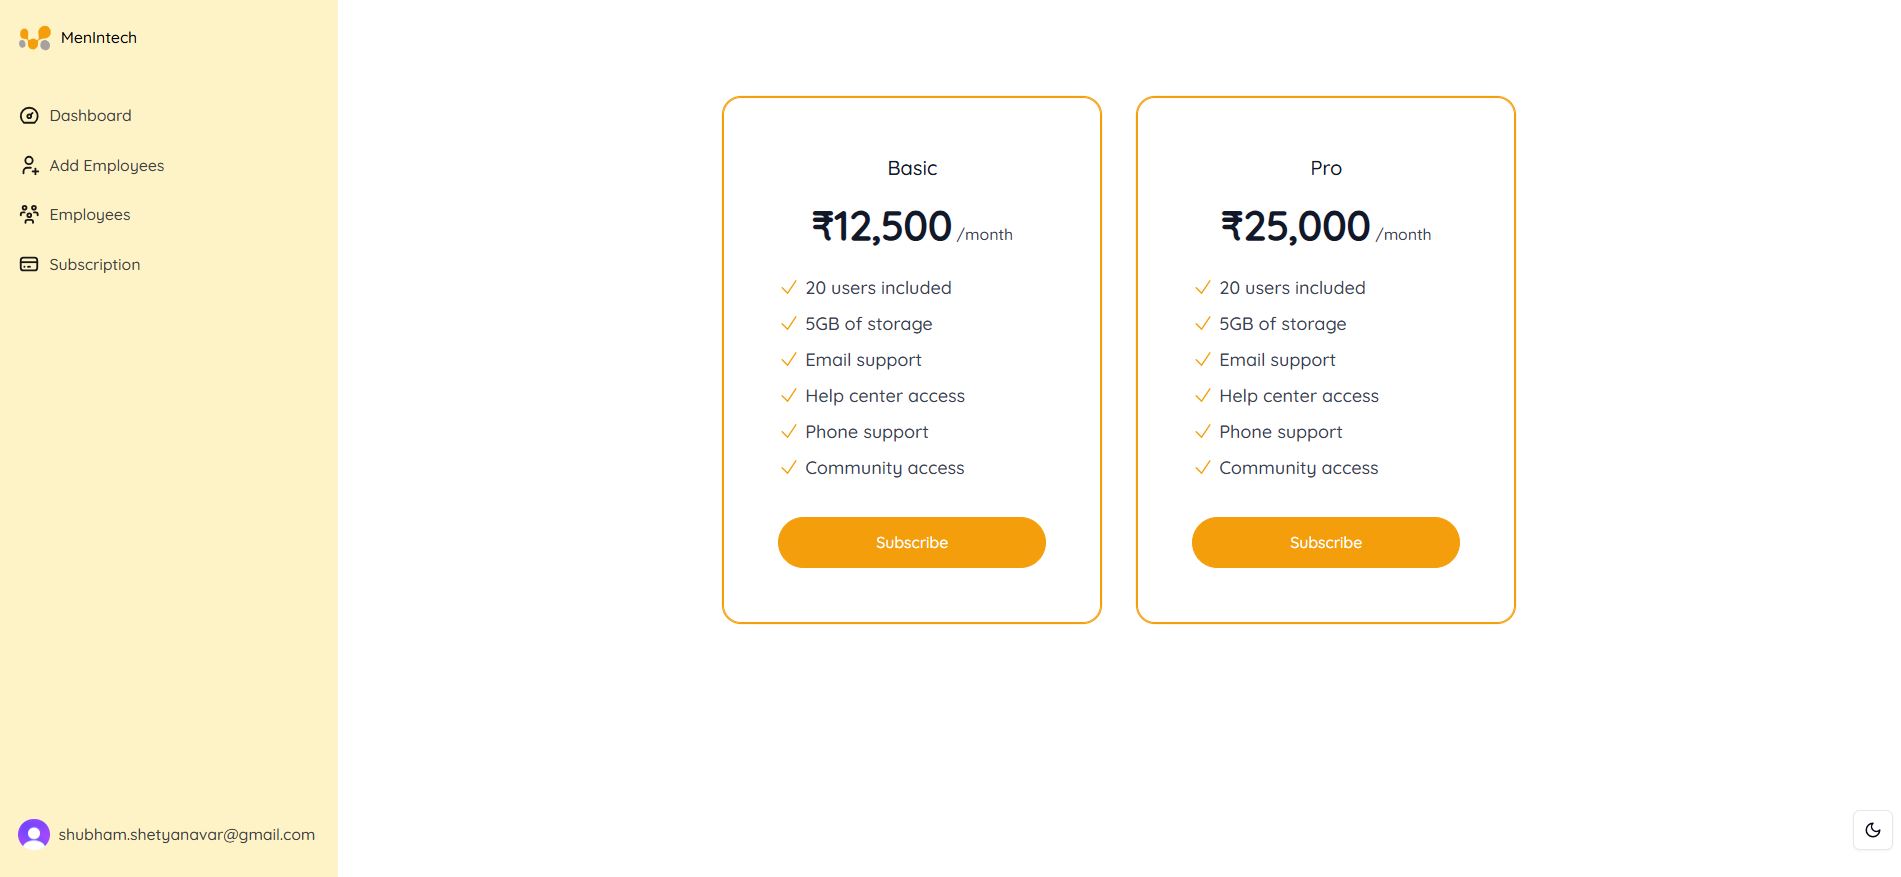 MenIntech
Dashboard
Add Employees
Employees
Subscription
shubham.shetyanavar@gmail.com
Basic
₹12,500 /month
20 users included
5GB of storage
Email support
Help center access
Phone support
Community access
Subscribe
Pro
₹25,000 /month
20 users included
5GB of storage
Email support
Help center access
Phone support
Community access
Subscribe